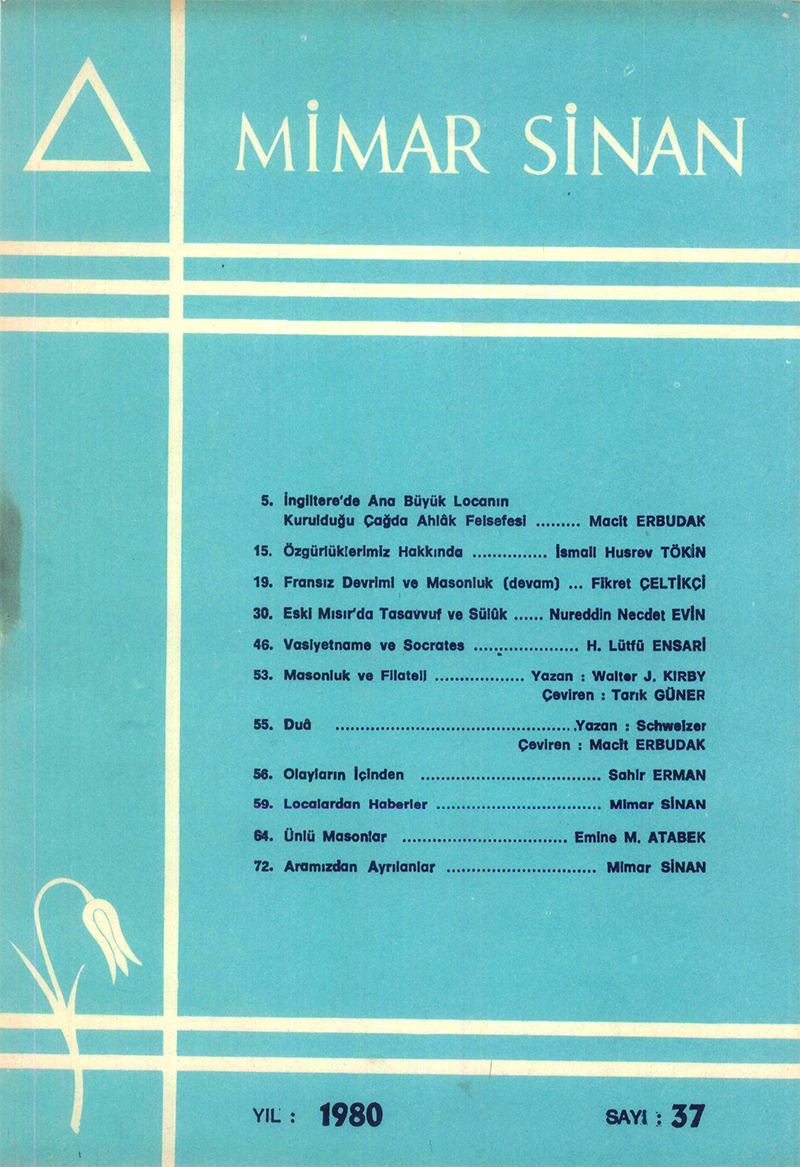 MİMAR SİNAN
5. İngiltere'de Ana Büyük Locanın
Kurulduğu Çağda Ahlâk Felsefesi ......... Macit ERBUDAK
15. Özgürlüklerimiz Hakkında ............... İsmail Husrev TÖKİN
19. Fransız Devrimi ve Masonluk (devam) ... Fikret ÇELTİKÇİ
30. Eski Mısır'da Tasavvuf ve Sülûk ...... Nureddin Necdet EVİN
46. Vasiyetname ve Socrates ..................... H. Lütfü ENSARİ
53. Masonluk ve Filateli .................. Yazan : Walter J. KIRBY
Çeviren : Tarık GÜNER
55. Duâ ........................................ Yazan : Schweizer
Çeviren : Macit ERBUDAK
56. Olayların İçinden ............................... Sahir ERMAN
59. Localardan Haberler ................................ Mimar SİNAN
64. Ünlü Masonlar ................................ Emine M. ATABEK
72. Aramızdan Ayrılanlar ............................. Mimar SİNAN
YIL : 1980 SAYI : 37